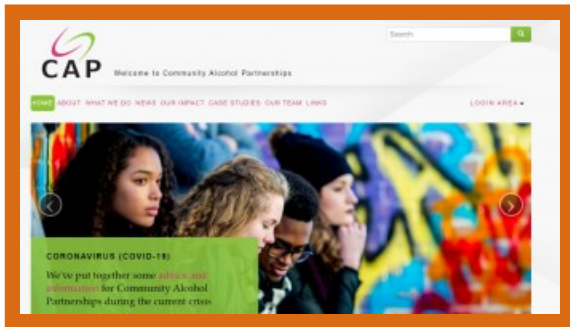 Search
CAP Welcome to Community Alcohol Partnerships
HOME ABOUT WHAT WE DO NEWS OUR IMPACT CASE STUDIES OUR TEAM LINKS LOGIN AREA
CORONAVIRUS (COVID-19)
We've put together some advice and
information for Community Alcohol
Partnerships during the current crisis